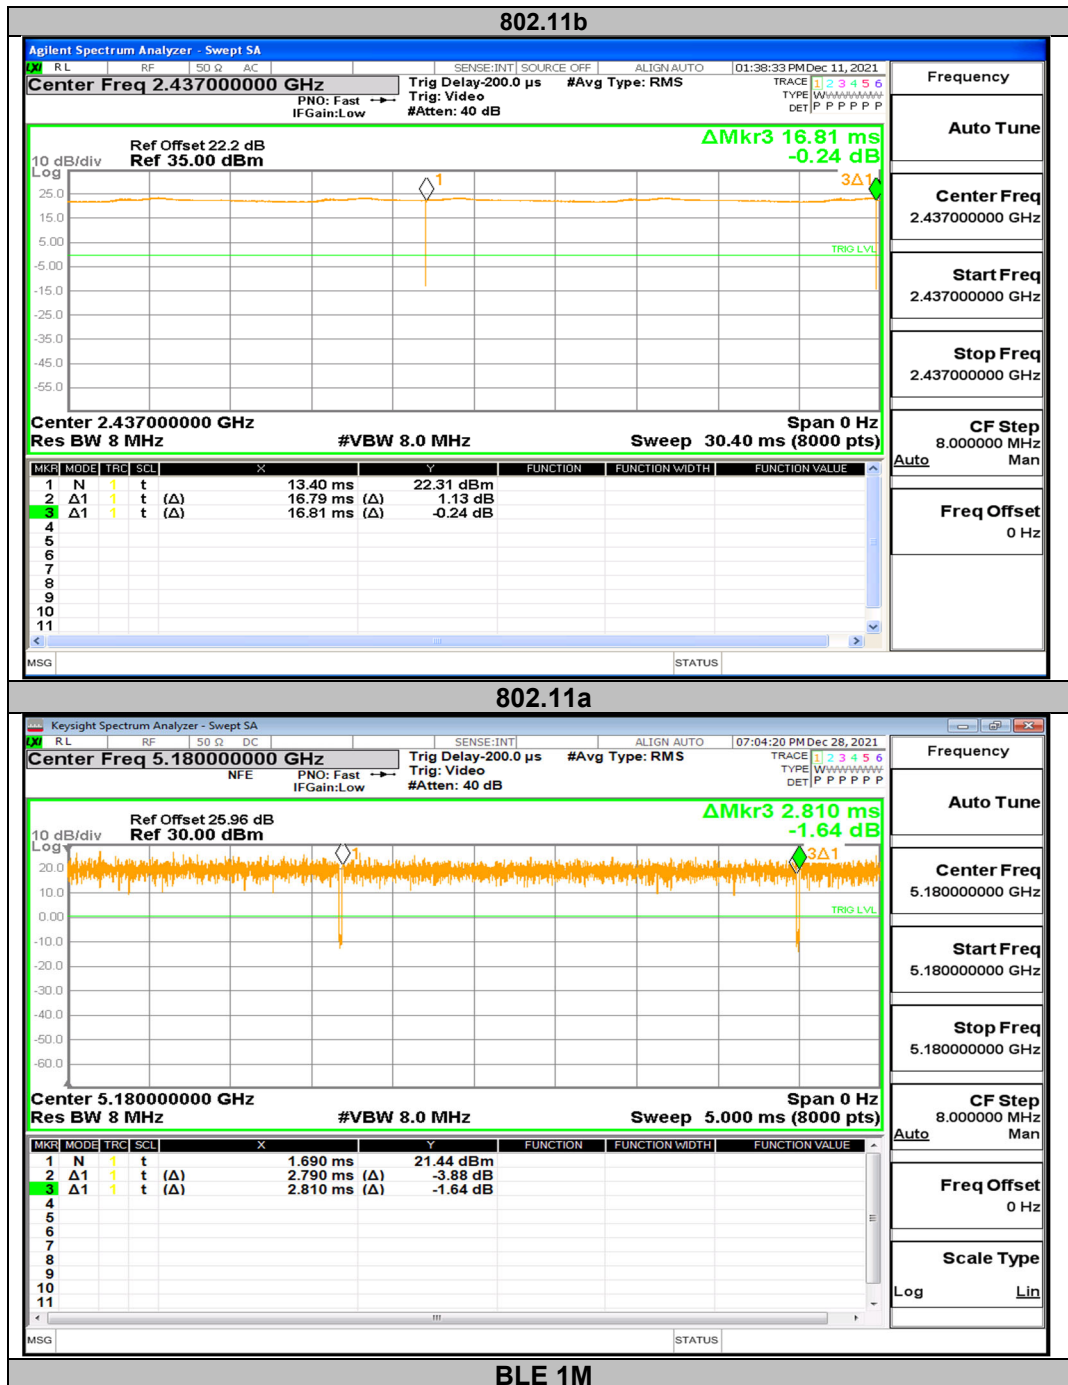 802.11b
Agilent Spectrum Analyzer - Swept SA
LXI RL RF 50 Ω AC SENSE:INT SOURCE OFF ALIGN AUTO 01:38:33 PM Dec 11, 2021
Center Freq 2.437000000 GHz
PNO: Fast
IFGain:Low
Trig Delay-200.0 µs
Trig: Video
#Atten: 40 dB
#Avg Type: RMS
TRACE 1 2 3 4 5 6
TYPE WWWWWW
DET P P P P P P
Frequency
ΔMkr3 16.81 ms
-0.24 dB
Ref Offset 22.2 dB
10 dB/div Ref 35.00 dBm
Log
1
3Δ1
25.0
15.0
5.00
-5.00
-15.0
-25.0
-35.0
-45.0
-55.0
TRIG LVL
Center 2.437000000 GHz Span 0 Hz
Res BW 8 MHz #VBW 8.0 MHz Sweep 30.40 ms (8000 pts)
MKR MODE TRC SCL X Y FUNCTION FUNCTION WIDTH FUNCTION VALUE
1 N 1 t 13.40 ms 22.31 dBm
2 Δ1 1 t (Δ) 16.79 ms (Δ) 1.13 dB
3 Δ1 1 t (Δ) 16.81 ms (Δ) -0.24 dB
4
5
6
7
8
9
10
11
MSG STATUS
Auto Tune
Center Freq
2.437000000 GHz
Start Freq
2.437000000 GHz
Stop Freq
2.437000000 GHz
CF Step
8.000000 MHz
Auto Man
Freq Offset
0 Hz
802.11a
Keysight Spectrum Analyzer - Swept SA
LXI RL RF 50 Ω DC SENSE:INT ALIGN AUTO 07:04:20 PM Dec 28, 2021
Center Freq 5.180000000 GHz
NFE PNO: Fast
IFGain:Low
Trig Delay-200.0 µs
Trig: Video
#Atten: 40 dB
#Avg Type: RMS
TRACE 1 2 3 4 5 6
TYPE WWWWWW
DET P P P P P P
Frequency
ΔMkr3 2.810 ms
-1.64 dB
Ref Offset 25.96 dB
10 dB/div Ref 30.00 dBm
Log
1
3Δ1
20.0
10.0
0.00
-10.0
-20.0
-30.0
-40.0
-50.0
-60.0
TRIG LVL
Center 5.180000000 GHz Span 0 Hz
Res BW 8 MHz #VBW 8.0 MHz Sweep 5.000 ms (8000 pts)
MKR MODE TRC SCL X Y FUNCTION FUNCTION WIDTH FUNCTION VALUE
1 N 1 t 1.690 ms 21.44 dBm
2 Δ1 1 t (Δ) 2.790 ms (Δ) -3.88 dB
3 Δ1 1 t (Δ) 2.810 ms (Δ) -1.64 dB
4
5
6
7
8
9
10
11
MSG STATUS
Auto Tune
Center Freq
5.180000000 GHz
Start Freq
5.180000000 GHz
Stop Freq
5.180000000 GHz
CF Step
8.000000 MHz
Auto Man
Freq Offset
0 Hz
Scale Type
Log Lin
BLE 1M